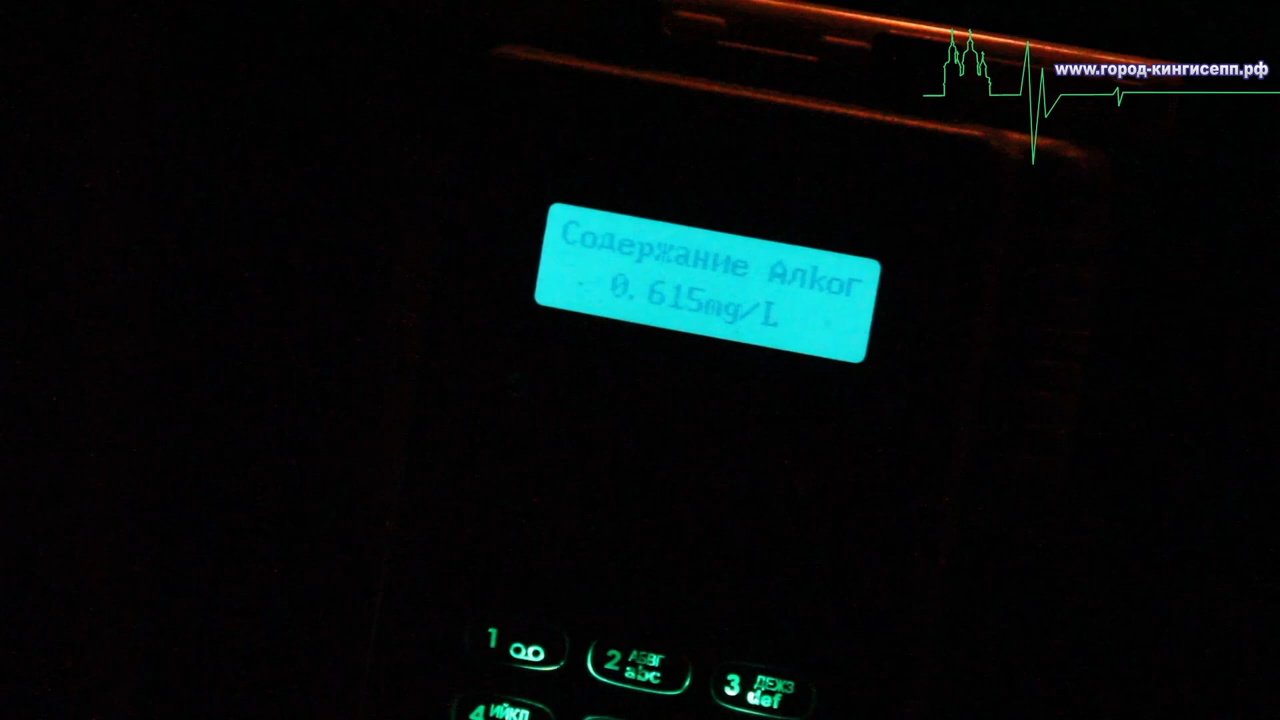 www.город-кингисепп.рф
Содержание Алког
0.615mg/L
1
2 АБВГ
abc
3 ДЕЖЗ
def
4 ИЙКЛ